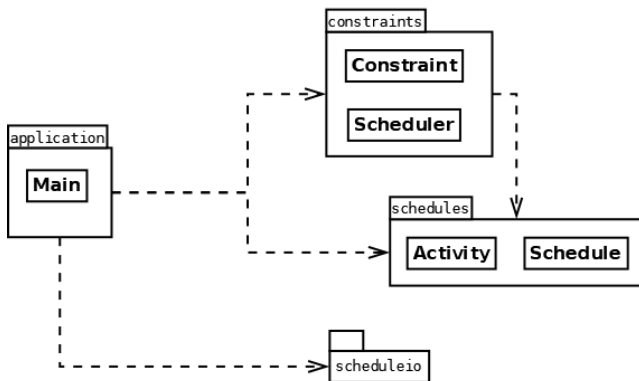 constraints
Constraint
Scheduler
application
Main
schedules
Activity Schedule
scheduleio